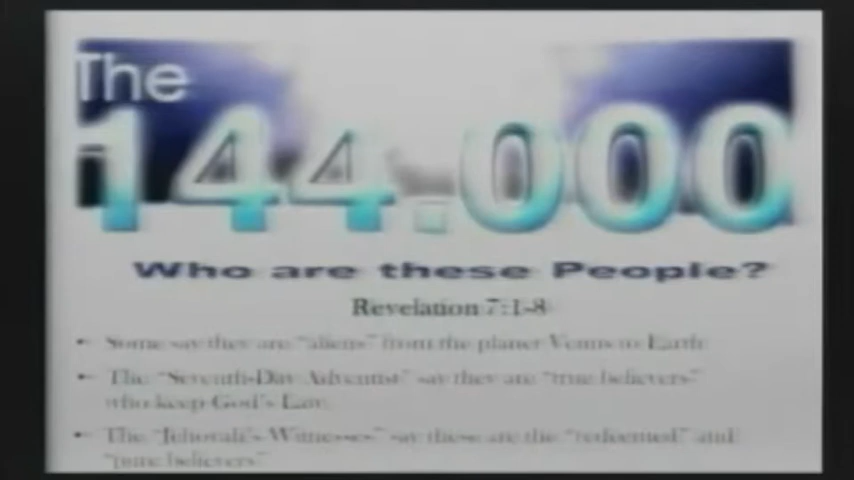 The
144.000
Who are these People?
Revelation 7:1-8
• Some say they are "aliens" from the planet Venus to Earth
• The "Seventh-Day Adventist" say they are "true believers"
who keep God's Law.
• The "Jehovah's Witnesses" say these are the "redeemed" and
believers"